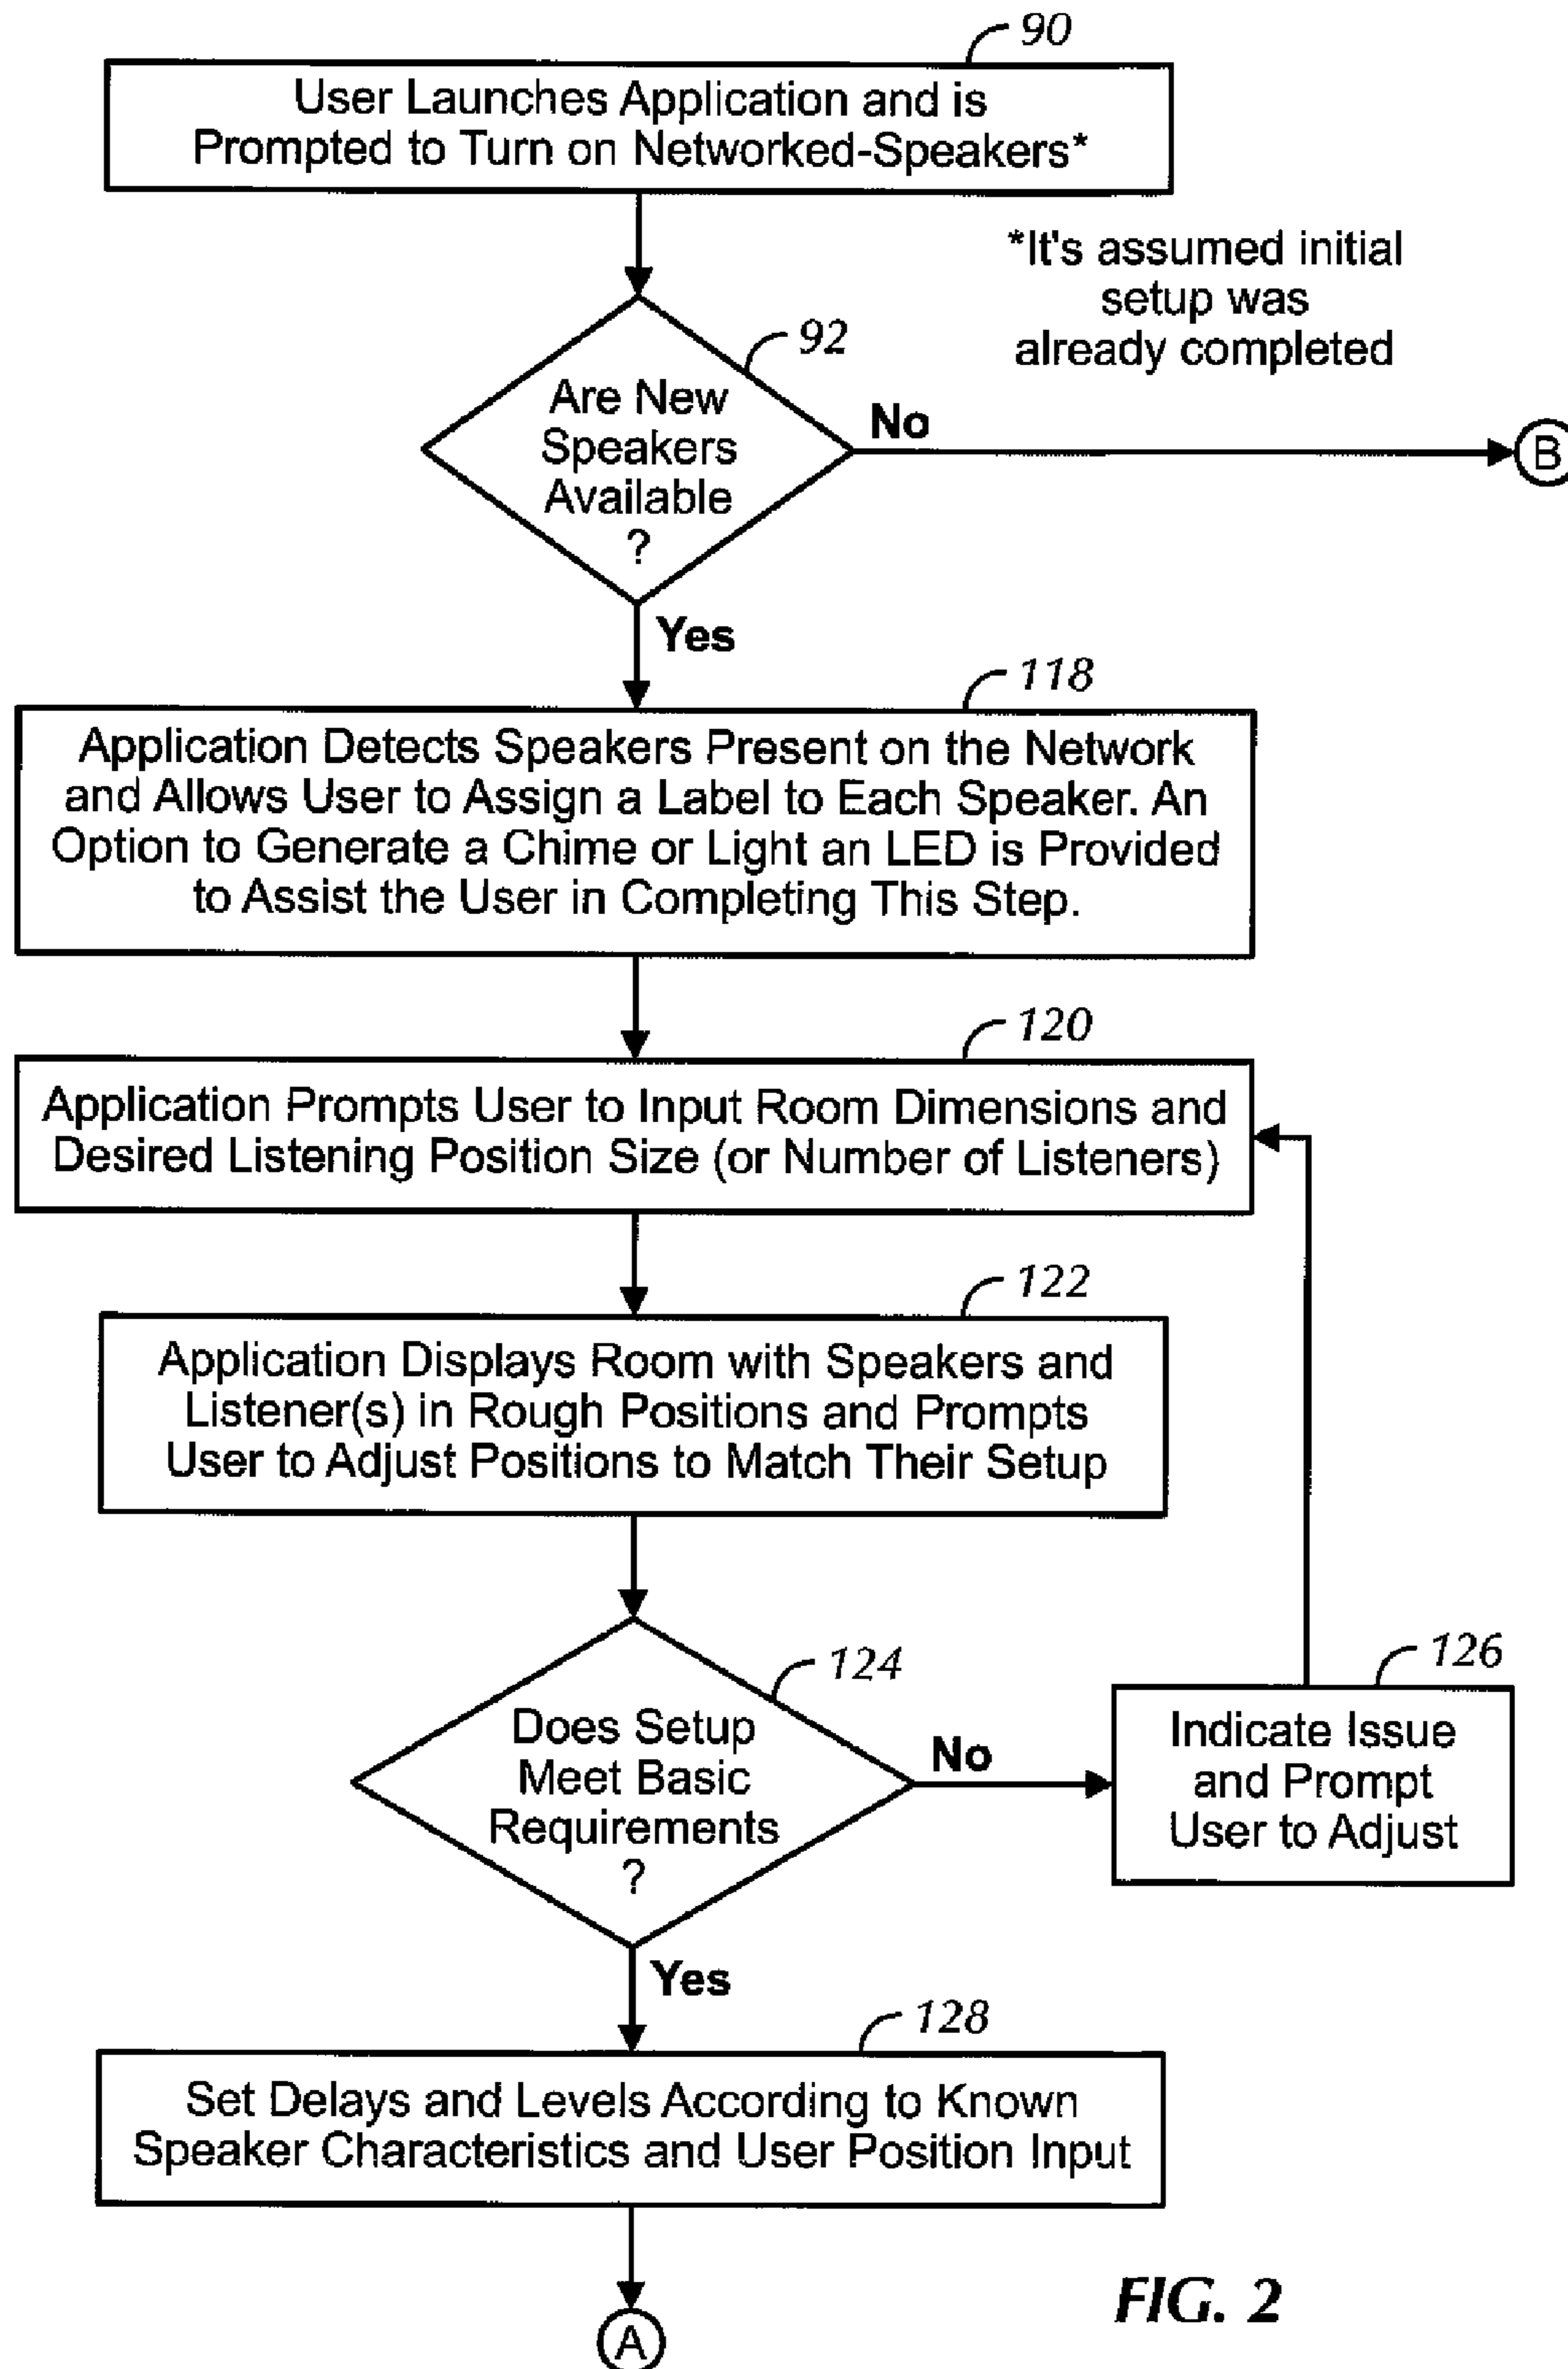 90
User Launches Application and is
Prompted to Turn on Networked-Speakers*
*It's assumed initial
setup was
already completed
92
Are New
Speakers
Available
?
No
B
Yes
118
Application Detects Speakers Present on the Network
and Allows User to Assign a Label to Each Speaker. An
Option to Generate a Chime or Light an LED is Provided
to Assist the User in Completing This Step.
120
Application Prompts User to Input Room Dimensions and
Desired Listening Position Size (or Number of Listeners)
122
Application Displays Room with Speakers and
Listener(s) in Rough Positions and Prompts
User to Adjust Positions to Match Their Setup
124
Does Setup
Meet Basic
Requirements
?
No
126
Indicate Issue
and Prompt
User to Adjust
Yes
128
Set Delays and Levels According to Known
Speaker Characteristics and User Position Input
A
FIG. 2